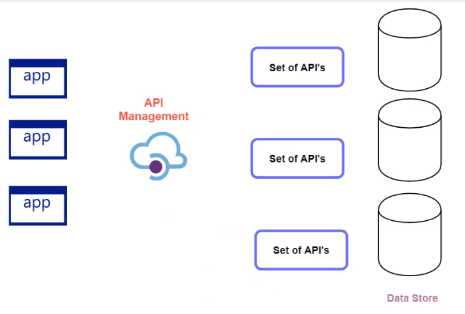 app
app
app
API
Management
Set of API's
Set of API's
Set of API's
Data Store